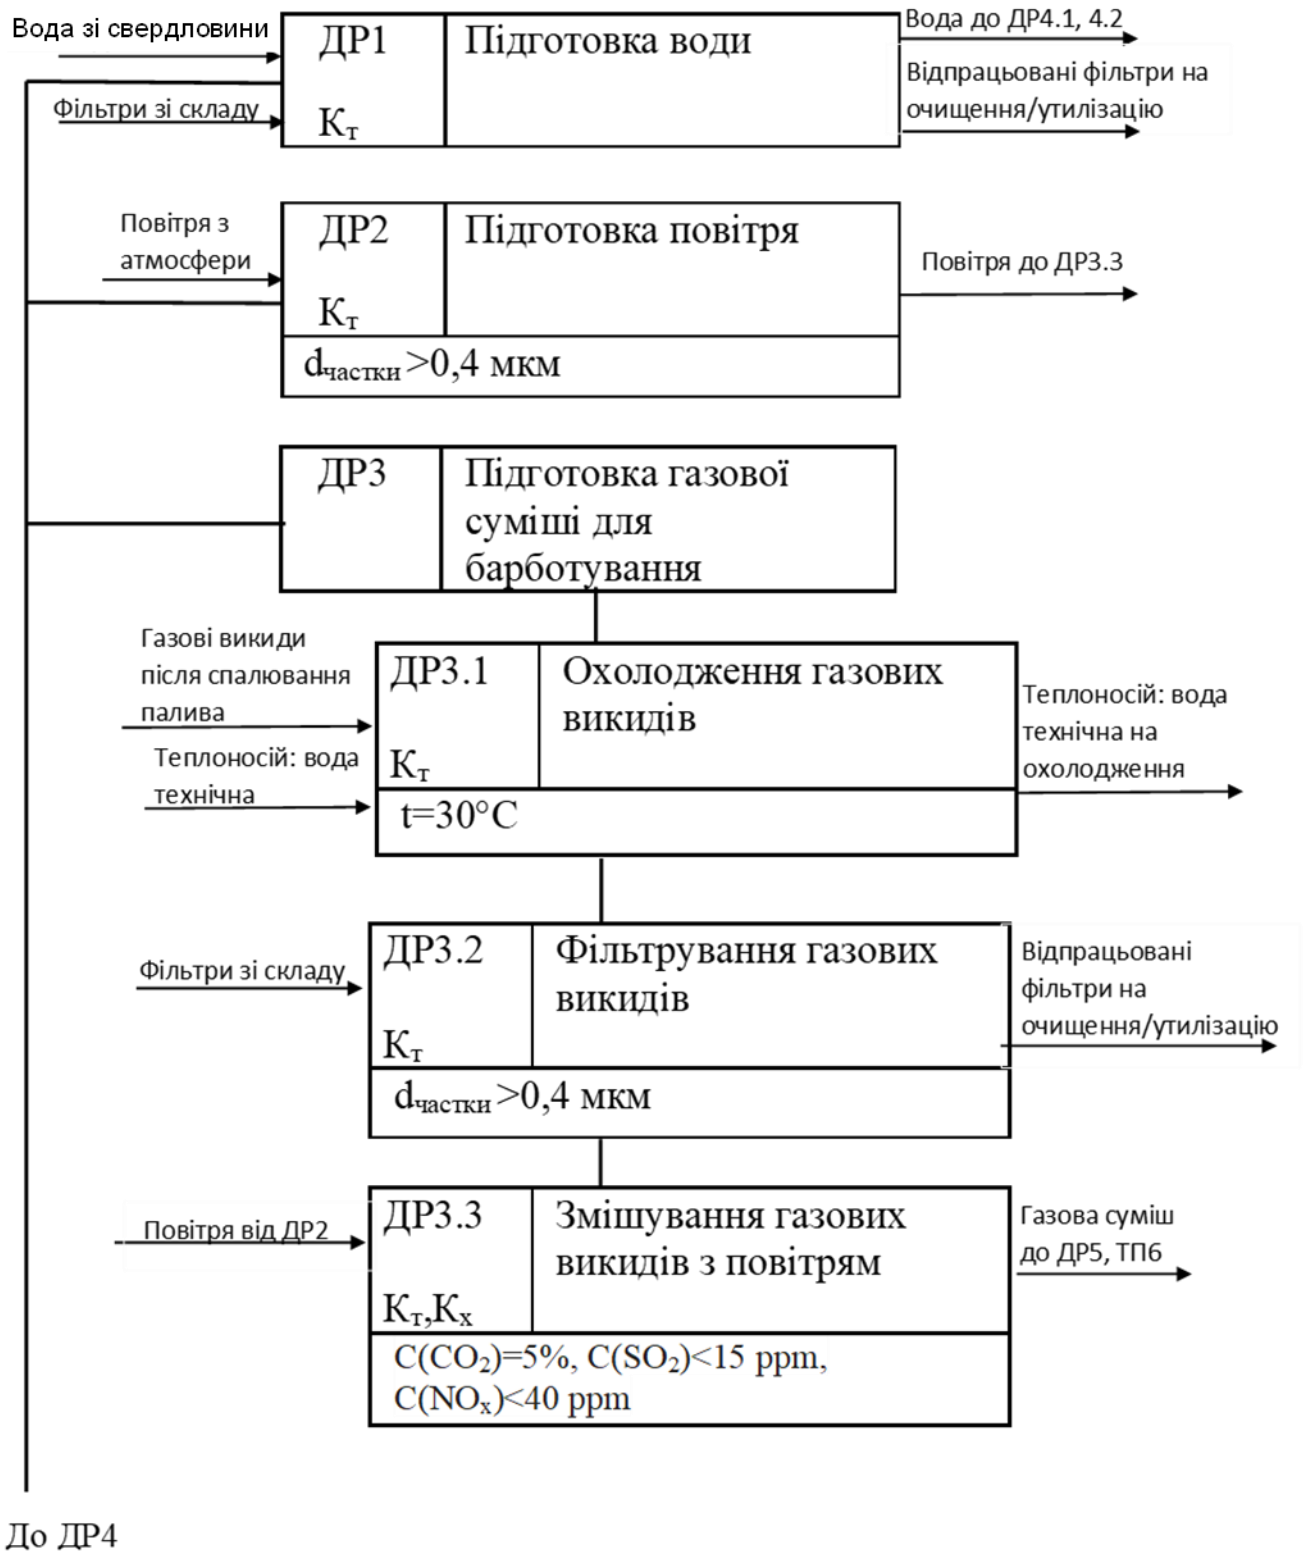 Вода зі свердловини
ДР1
Підготовка води
Вода до ДР4.1, 4.2
Відпрацьовані фільтри на
очищення/утилізацію
Фільтри зі складу
Кт
Повітря з
атмосфери
ДР2
Підготовка повітря
Повітря до ДР3.3
Кт
dчастки >0,4 мкм
ДР3
Підготовка газової
суміші для
барботування
Газові викиди
після спалювання
палива
ДР3.1
Охолодження газових
викидів
Теплоносій: вода
технічна на
охолодження
Теплоносій: вода
технічна
Кт
t=30°C
Фільтри зі складу
ДР3.2
Фільтрування газових
викидів
Відпрацьовані
фільтри на
очищення/утилізацію
Кт
dчастки >0,4 мкм
Повітря від ДР2
ДР3.3
Змішування газових
викидів з повітрям
Газова суміш
до ДР5, ТП6
Кт,Кх
C(CO₂)=5%, C(SO₂)<15 ppm,
C(NOₓ)<40 ppm
До ДР4